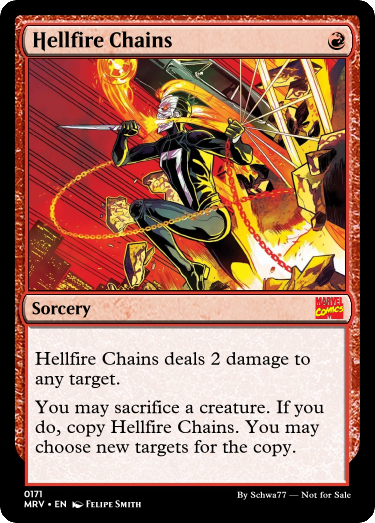 Hellfire Chains
Sorcery
MARVEL
COMICS
Hellfire Chains deals 2 damage to
any target.
You may sacrifice a creature. If you
do, copy Hellfire Chains. You may
choose new targets for the copy.
0171
MRV • EN Felipe Smith
By Schwa77 — Not for Sale